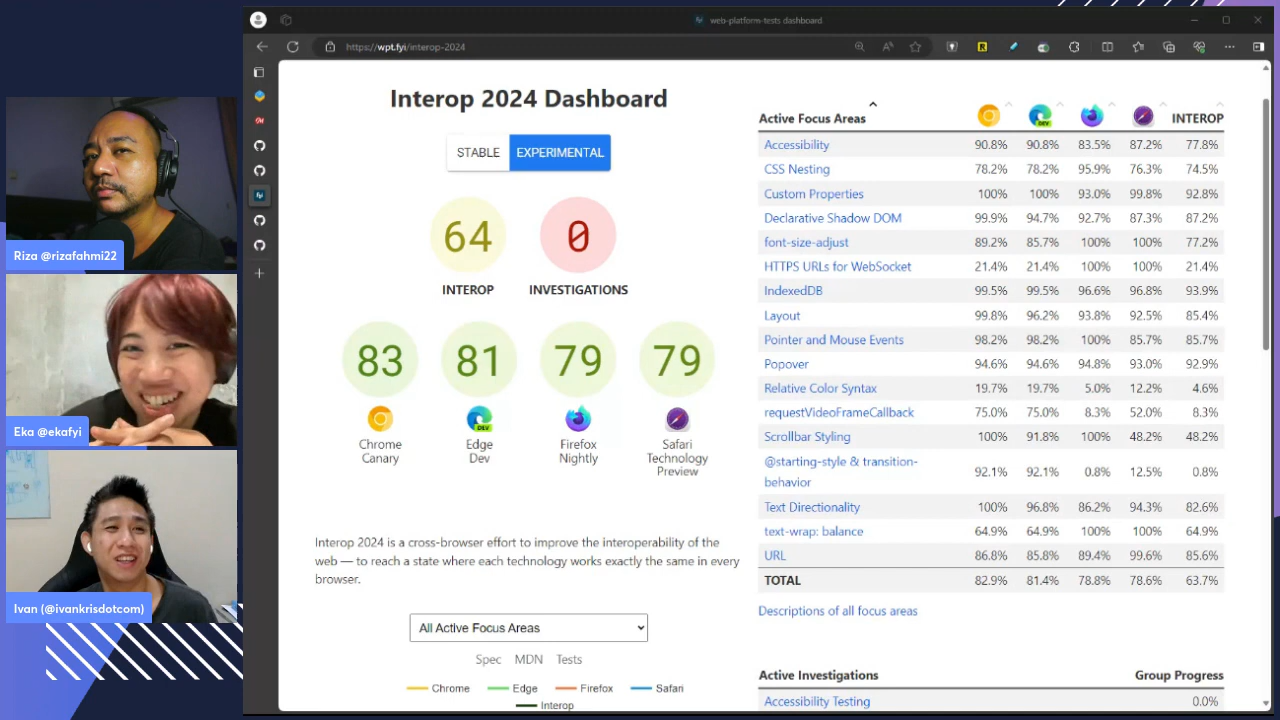 web-platform-tests dashboard
https://wpt.fyi/interop-2024
Riza @rizafahmi22
Eka @ekafyi
Ivan (@ivankrisdotcom)
Interop 2024 Dashboard
STABLE
EXPERIMENTAL
64
0
INTEROP
INVESTIGATIONS
83
81
79
79
DEV
Chrome
Canary
Edge
Dev
Firefox
Nightly
Safari
Technology
Preview
Interop 2024 is a cross-browser effort to improve the interoperability of the
web — to reach a state where each technology works exactly the same in every
browser.
All Active Focus Areas
Spec MDN Tests
Chrome Edge Firefox Safari
Interop
DEV
Active Focus Areas INTEROP
Accessibility 90.8% 90.8% 83.5% 87.2% 77.8%
CSS Nesting 78.2% 78.2% 95.9% 76.3% 74.5%
Custom Properties 100% 100% 93.0% 99.8% 92.8%
Declarative Shadow DOM 99.9% 94.7% 92.7% 87.3% 87.2%
font-size-adjust 89.2% 85.7% 100% 100% 77.2%
HTTPS URLs for WebSocket 21.4% 21.4% 100% 100% 21.4%
IndexedDB 99.5% 99.5% 96.6% 96.8% 93.9%
Layout 99.8% 96.2% 93.8% 92.5% 85.4%
Pointer and Mouse Events 98.2% 98.2% 100% 85.7% 85.7%
Popover 94.6% 94.6% 94.8% 93.0% 92.9%
Relative Color Syntax 19.7% 19.7% 5.0% 12.2% 4.6%
requestVideoFrameCallback 75.0% 75.0% 8.3% 52.0% 8.3%
Scrollbar Styling 100% 91.8% 100% 48.2% 48.2%
@starting-style & transition-
behavior 92.1% 92.1% 0.8% 12.5% 0.8%
Text Directionality 100% 96.8% 86.2% 94.3% 82.6%
text-wrap: balance 64.9% 64.9% 100% 100% 64.9%
URL 86.8% 85.8% 89.4% 99.6% 85.6%
TOTAL 82.9% 81.4% 78.8% 78.6% 63.7%
Descriptions of all focus areas
Active Investigations Group Progress
Accessibility Testing 0.0%